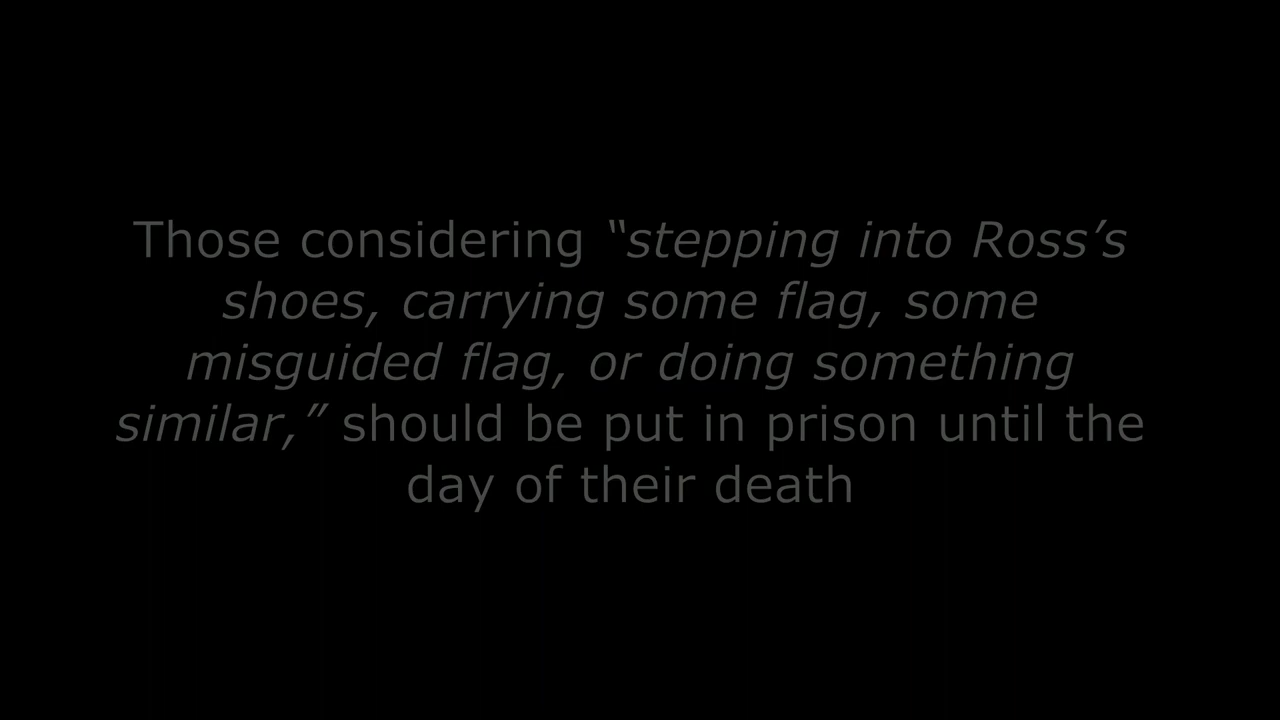 Those considering “stepping into Ross’s
shoes, carrying some flag, some
misguided flag, or doing something
similar,” should be put in prison until the
day of their death